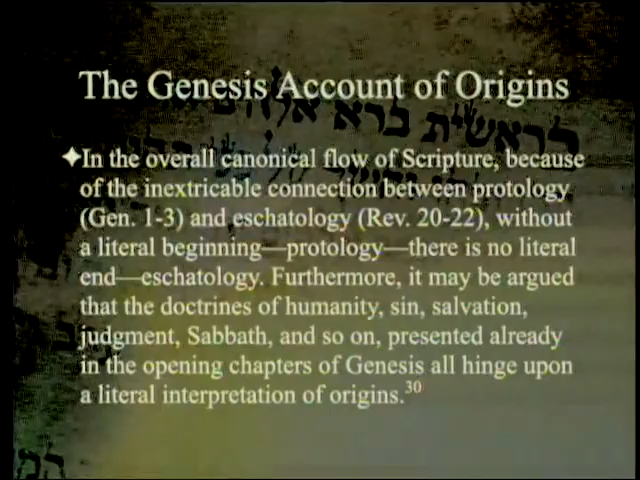 The Genesis Account of Origins
בראשית ברא אלהים
✦In the overall canonical flow of Scripture, because
of the inextricable connection between protology
(Gen. 1-3) and eschatology (Rev. 20-22), without
a literal beginning—protology—there is no literal
end—eschatology. Furthermore, it may be argued
that the doctrines of humanity, sin, salvation,
judgment, Sabbath, and so on, presented already
in the opening chapters of Genesis all hinge upon
a literal interpretation of origins.30